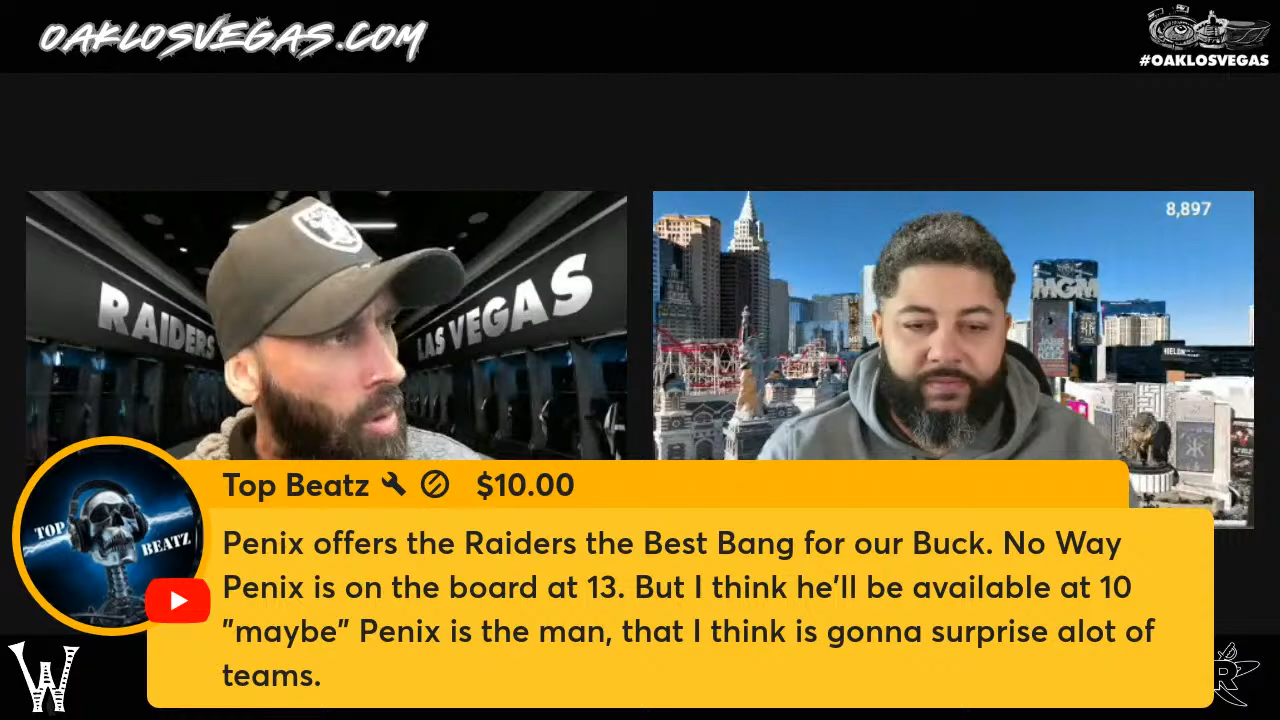 OAKLOSVEGAS.COM
#OAKLOSVEGAS
8,897
RAIDERS
LAS VEGAS
MGM
Top Beatz $10.00
TOP
BEATZ
Penix offers the Raiders the Best Bang for our Buck. No Way
Penix is on the board at 13. But I think he'll be available at 10
"maybe" Penix is the man, that I think is gonna surprise alot of
teams.
W
R